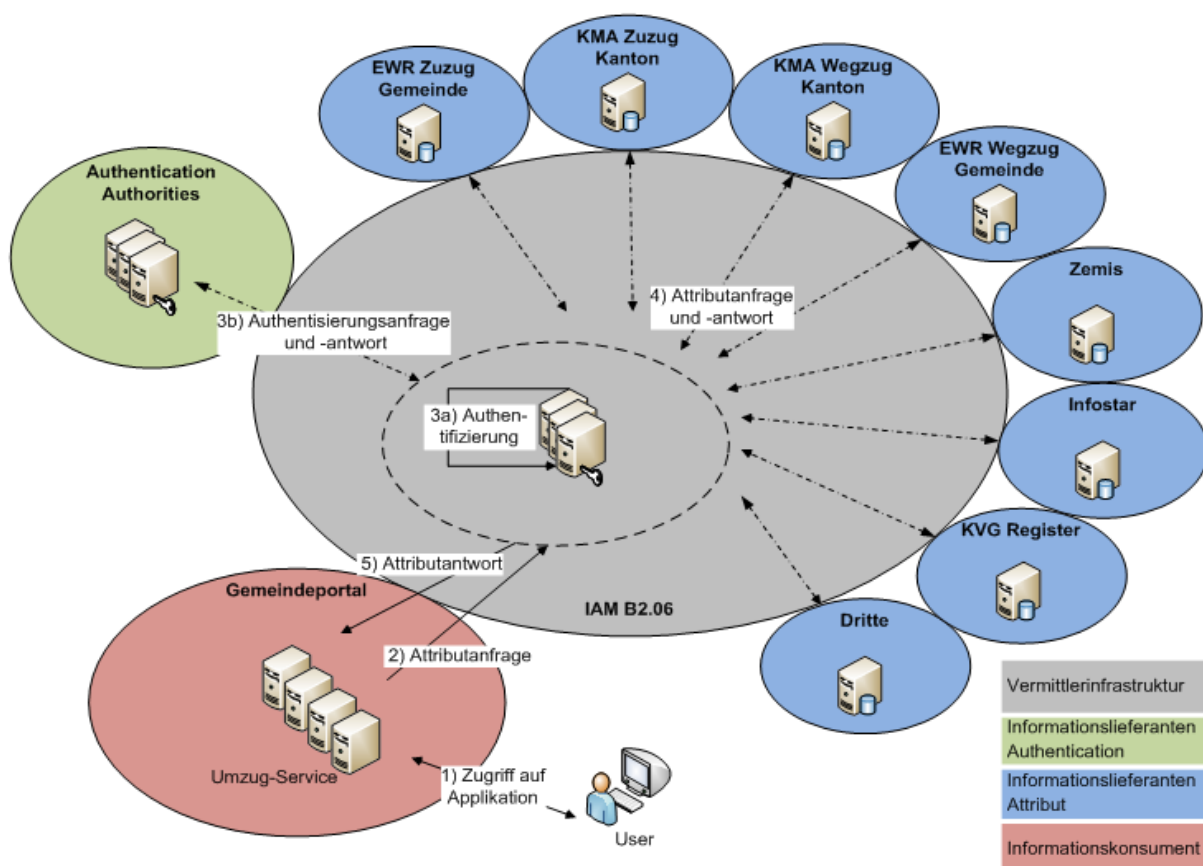 KMA Zuzug
Kanton
EWR Zuzug
Gemeinde
KMA Wegzug
Kanton
EWR Wegzug
Gemeinde
Authentication
Authorities
Zemis
4) Attributanfrage
und -antwort
3b) Authentisierungsanfrage
und -antwort
Infostar
3a) Authen-
tifizierung
KVG Register
5) Attributantwort
Gemeindeportal
IAM B2.06
Dritte
2) Attributanfrage
Umzug-Service
1) Zugriff auf
Applikation
User
Vermittlerinfrastruktur
Informationslieferanten
Authentication
Informationslieferanten
Attribut
Informationskonsument